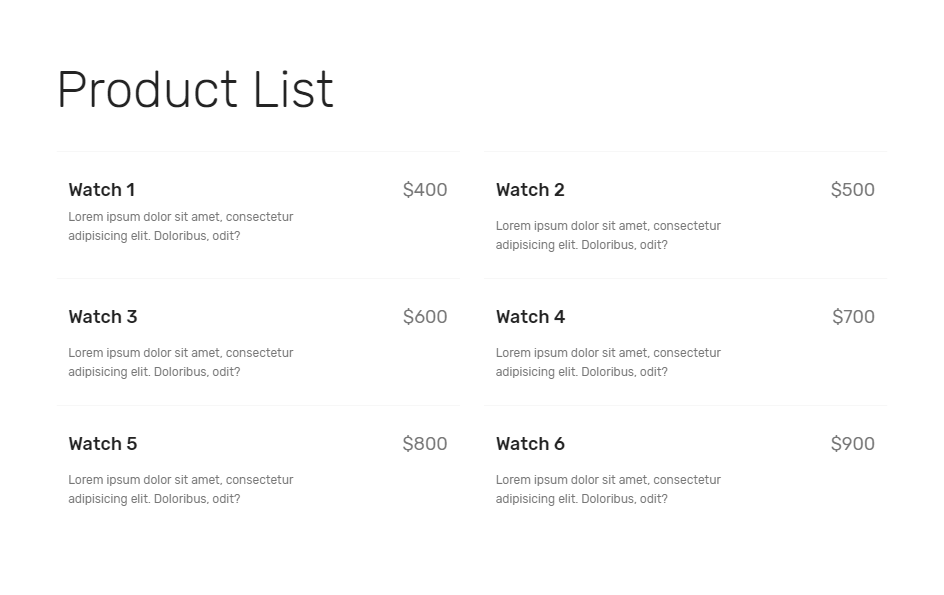 Product List
Watch 1 $400
Lorem ipsum dolor sit amet, consectetur
adipisicing elit. Doloribus, odit?
Watch 2 $500
Lorem ipsum dolor sit amet, consectetur
adipisicing elit. Doloribus, odit?
Watch 3 $600
Lorem ipsum dolor sit amet, consectetur
adipisicing elit. Doloribus, odit?
Watch 4 $700
Lorem ipsum dolor sit amet, consectetur
adipisicing elit. Doloribus, odit?
Watch 5 $800
Lorem ipsum dolor sit amet, consectetur
adipisicing elit. Doloribus, odit?
Watch 6 $900
Lorem ipsum dolor sit amet, consectetur
adipisicing elit. Doloribus, odit?